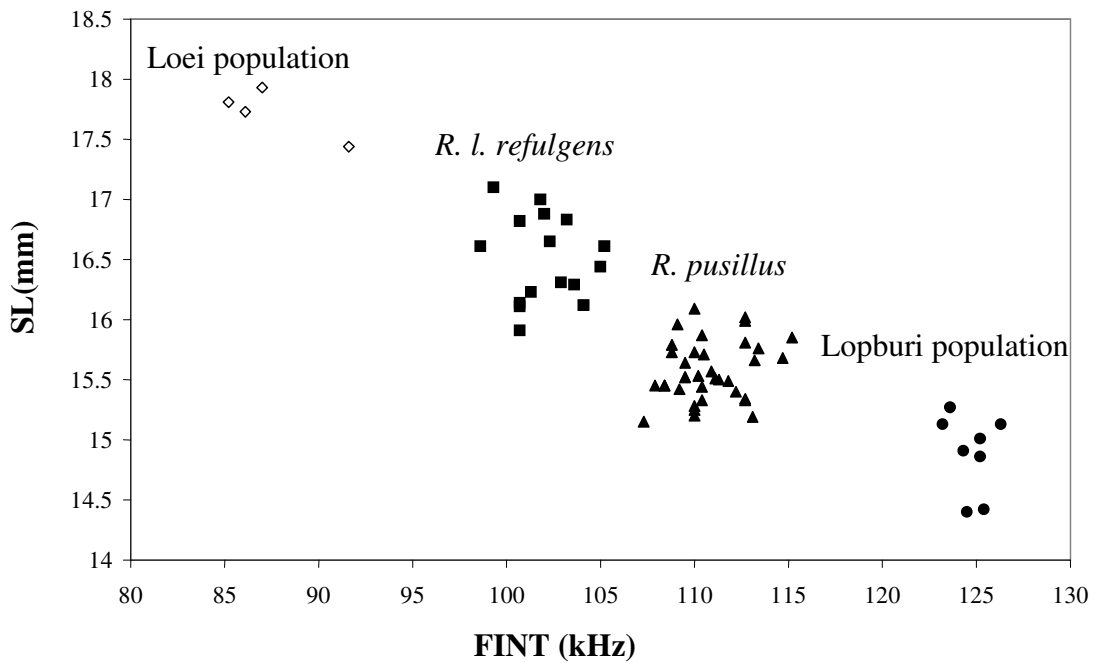 18.5
Loei population
18
17.5
R. l. refulgens
17
SL(mm)
16.5
R. pusillus
16
Lopburi population
15.5
15
14.5
14
80 85 90 95 100 105 110 115 120 125 130
FINT (kHz)